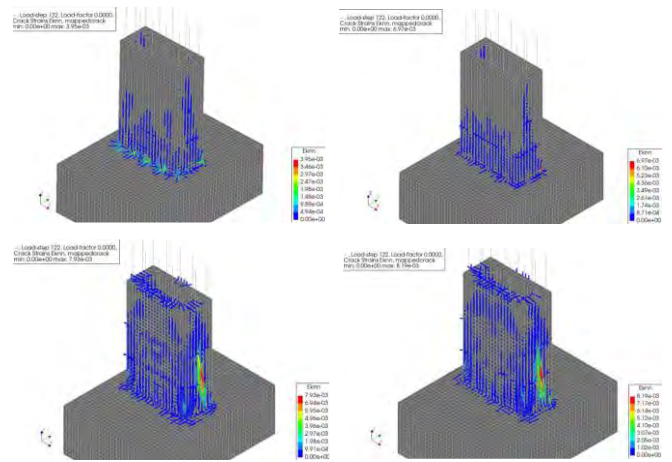 Load-step 122, Load-factor 0.0000,
Crack Strains Eknn, mappedcrack
min: 0.00e+00 max: 3.95e-03
Eknn
3.95e-03
3.46e-03
2.97e-03
2.47e-03
1.98e-03
1.48e-03
9.88e-04
4.94e-04
0.00e+00
Load-step 122, Load-factor 0.0000,
Crack Strains Eknn, mappedcrack
min: 0.00e+00 max: 6.97e-03
Eknn
6.97e-03
6.10e-03
5.23e-03
4.36e-03
3.49e-03
2.61e-03
1.74e-03
8.71e-04
0.00e+00
Load-step 122, Load-factor 0.0000,
Crack Strains Eknn, mappedcrack
min: 0.00e+00 max: 7.93e-03
Eknn
7.93e-03
6.94e-03
5.95e-03
4.96e-03
3.96e-03
2.97e-03
1.98e-03
9.91e-04
0.00e+00
Load-step 122, Load-factor 0.0000,
Crack Strains Eknn, mappedcrack
min: 0.00e+00 max: 8.19e-03
Eknn
8.19e-03
7.17e-03
6.14e-03
5.12e-03
4.10e-03
3.07e-03
2.05e-03
1.02e-03
0.00e+00